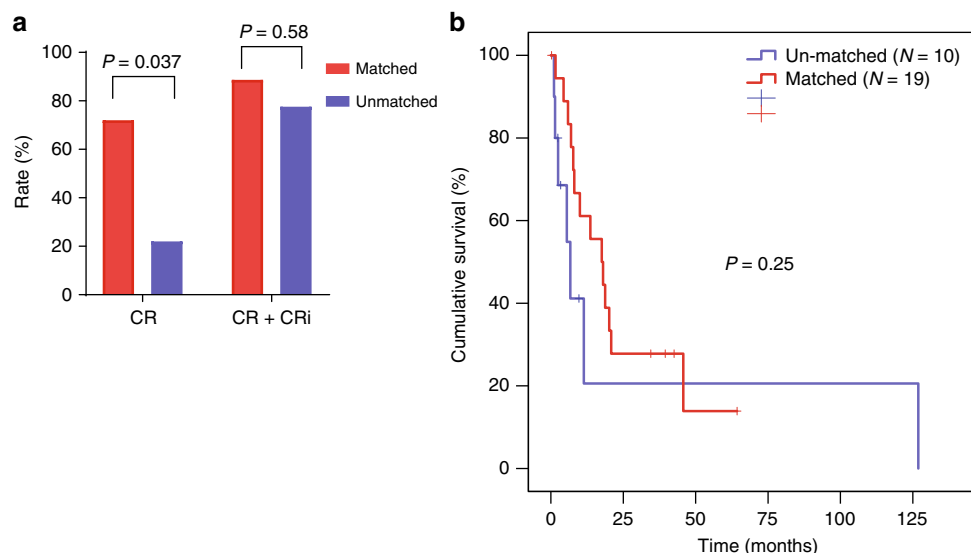 a
P = 0.037
P = 0.58
100
80
60
40
20
0
Rate (%)
CR
CR + CRi
Matched
Unmatched
b
Un-matched (N = 10)
Matched (N = 19)
P = 0.25
100
80
60
40
20
0
Cumulative survival (%)
0 25 50 75 100 125
Time (months)